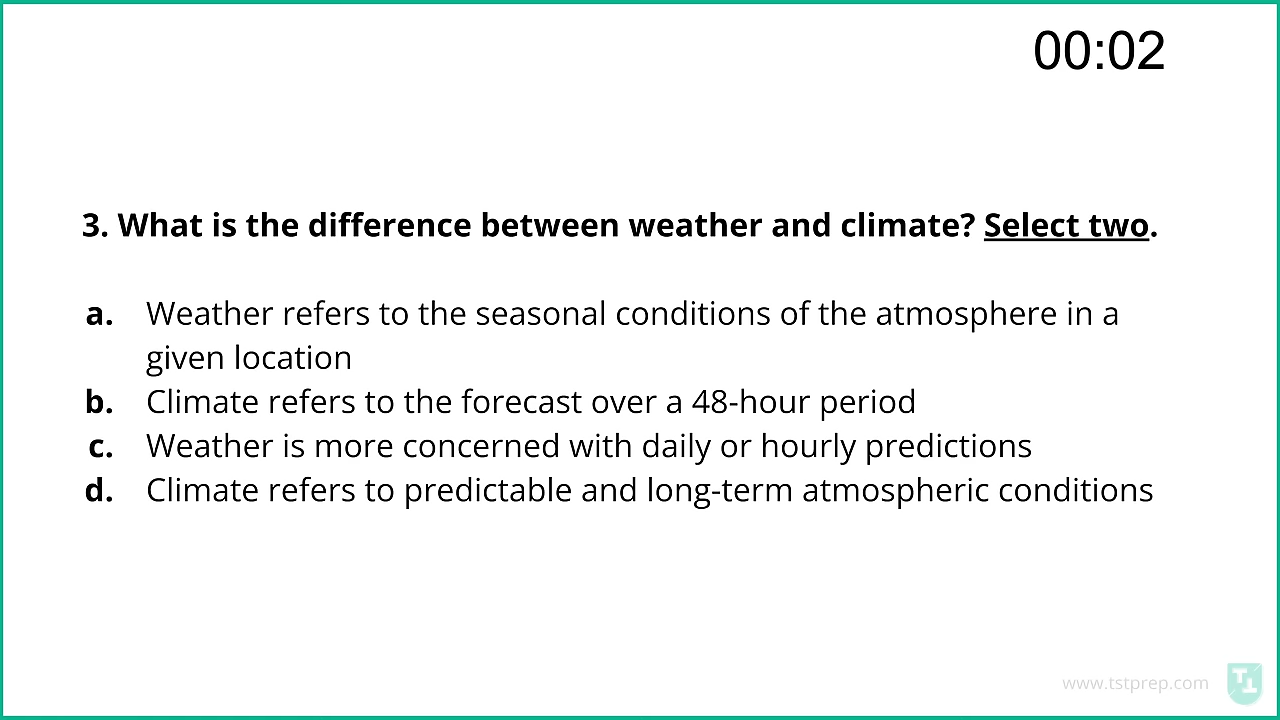 00:02
3. What is the difference between weather and climate? Select two.
a. Weather refers to the seasonal conditions of the atmosphere in a
given location
b. Climate refers to the forecast over a 48-hour period
c. Weather is more concerned with daily or hourly predictions
d. Climate refers to predictable and long-term atmospheric conditions
www.tstprep.com